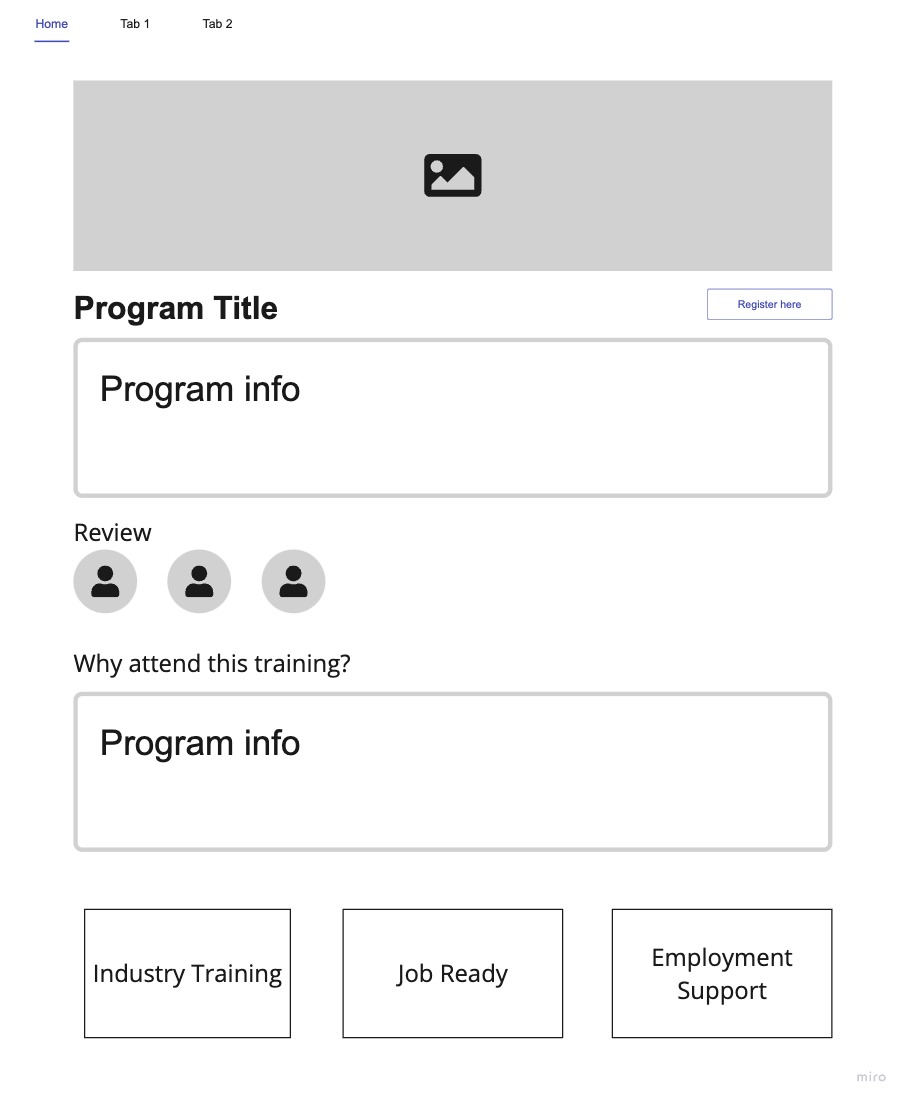 Home Tab 1 Tab 2
Program Title
Register here
Program info
Review
Why attend this training?
Program info
Industry Training
Job Ready
Employment
Support
miro